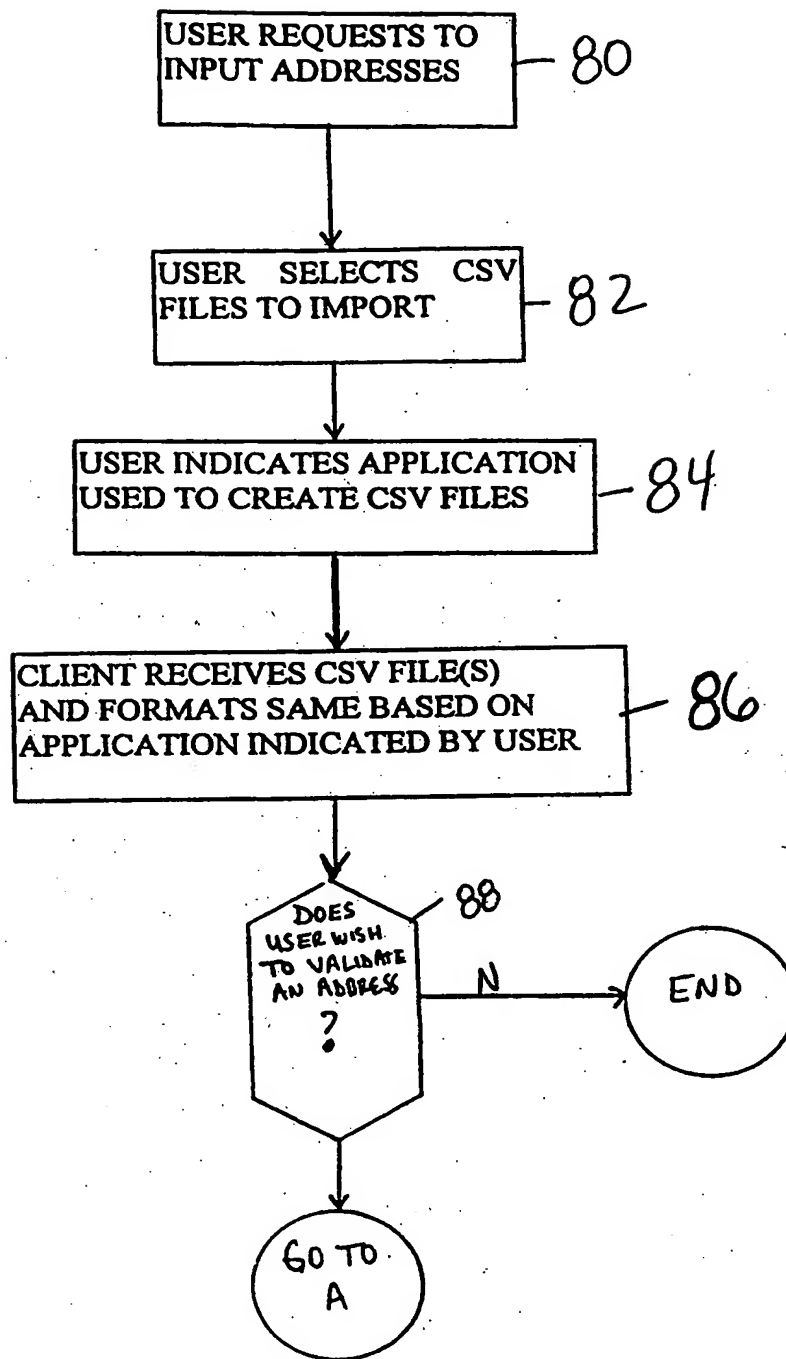 USER REQUESTS TO
INPUT ADDRESSES
80
USER SELECTS CSV
FILES TO IMPORT
82
USER INDICATES APPLICATION
USED TO CREATE CSV FILES
84
CLIENT RECEIVES CSV FILE(S)
AND FORMATS SAME BASED ON
APPLICATION INDICATED BY USER
86
88
DOES
USER WISH
TO VALIDATE
AN ADDRESS
?
N
END
GO TO
A